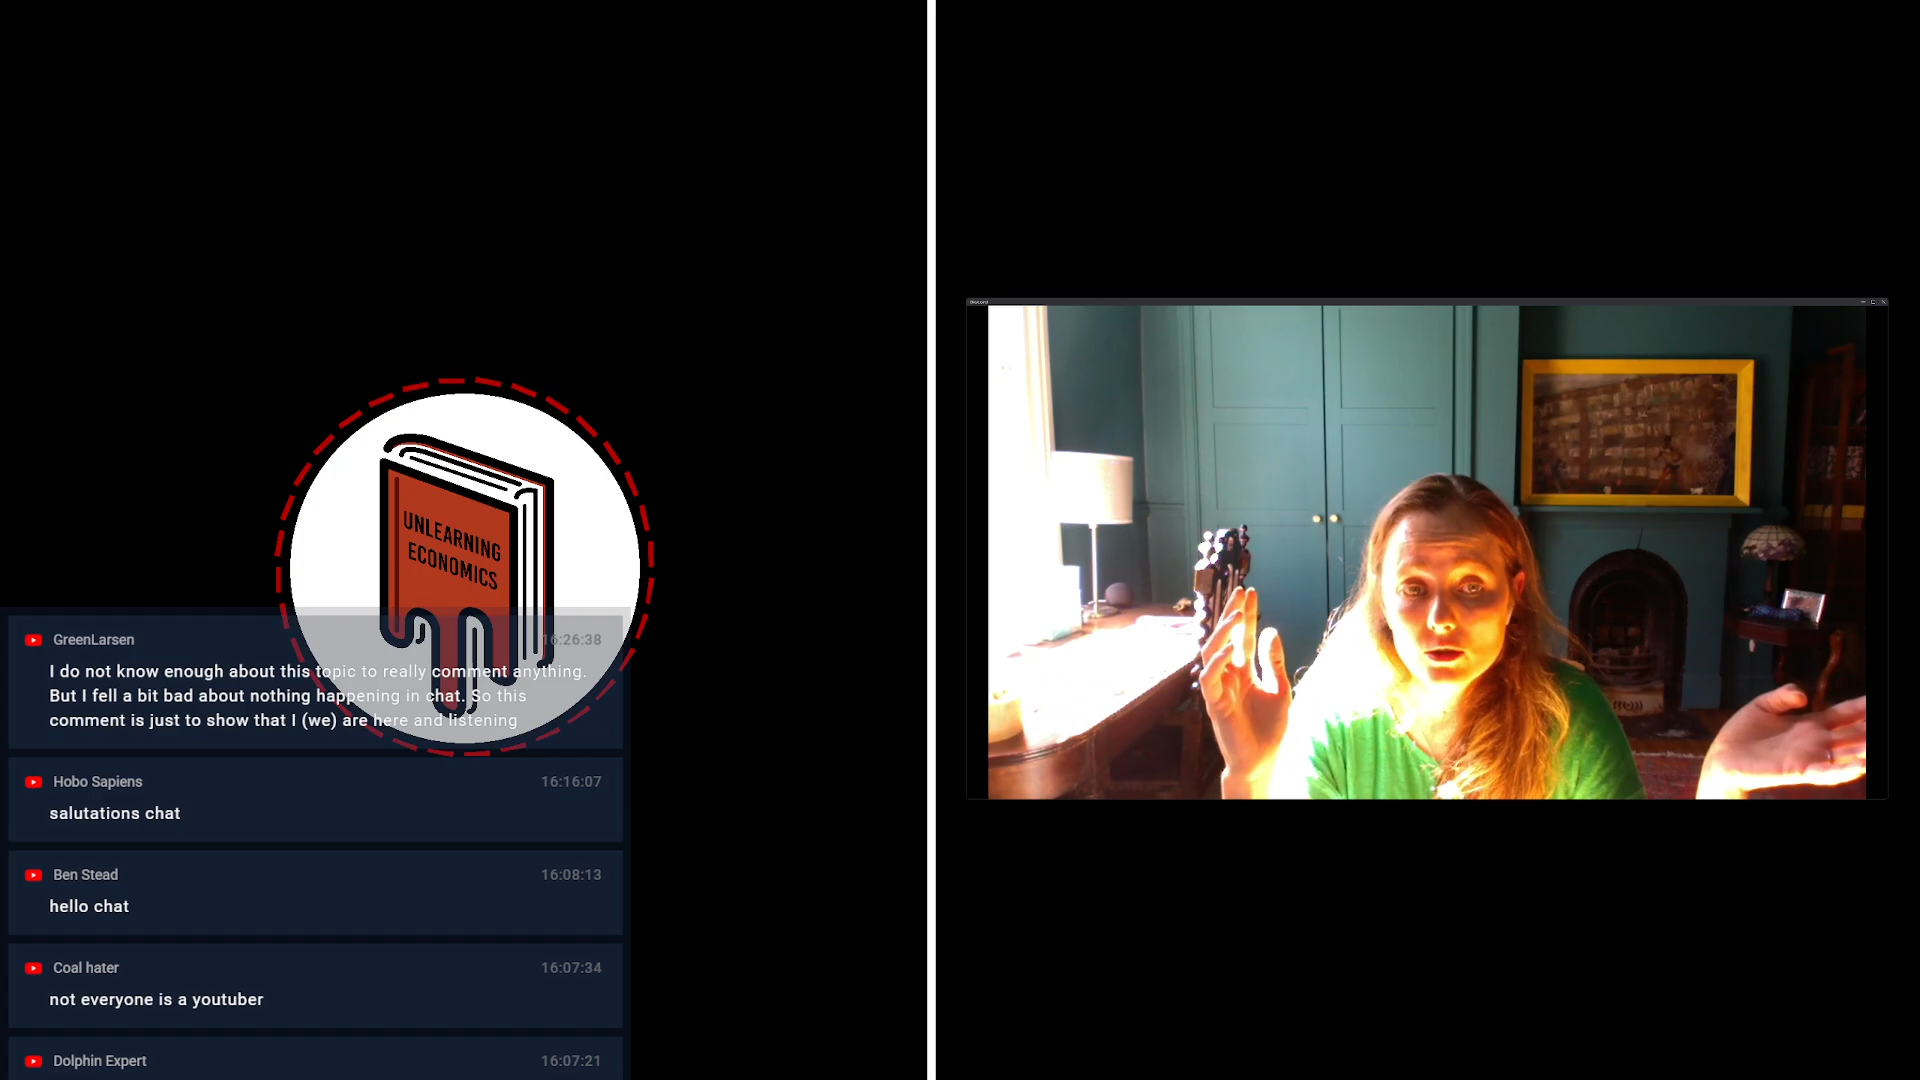 UNLEARNING
ECONOMICS
GreenLarsen 16:26:38
I do not know enough about this topic to really comment anything.
But I fell a bit bad about nothing happening in chat. So this
comment is just to show that I (we) are here and listening
Hobo Sapiens 16:16:07
salutations chat
Ben Stead 16:08:13
hello chat
Coal hater 16:07:34
not everyone is a youtuber
Dolphin Expert 16:07:21
Discord